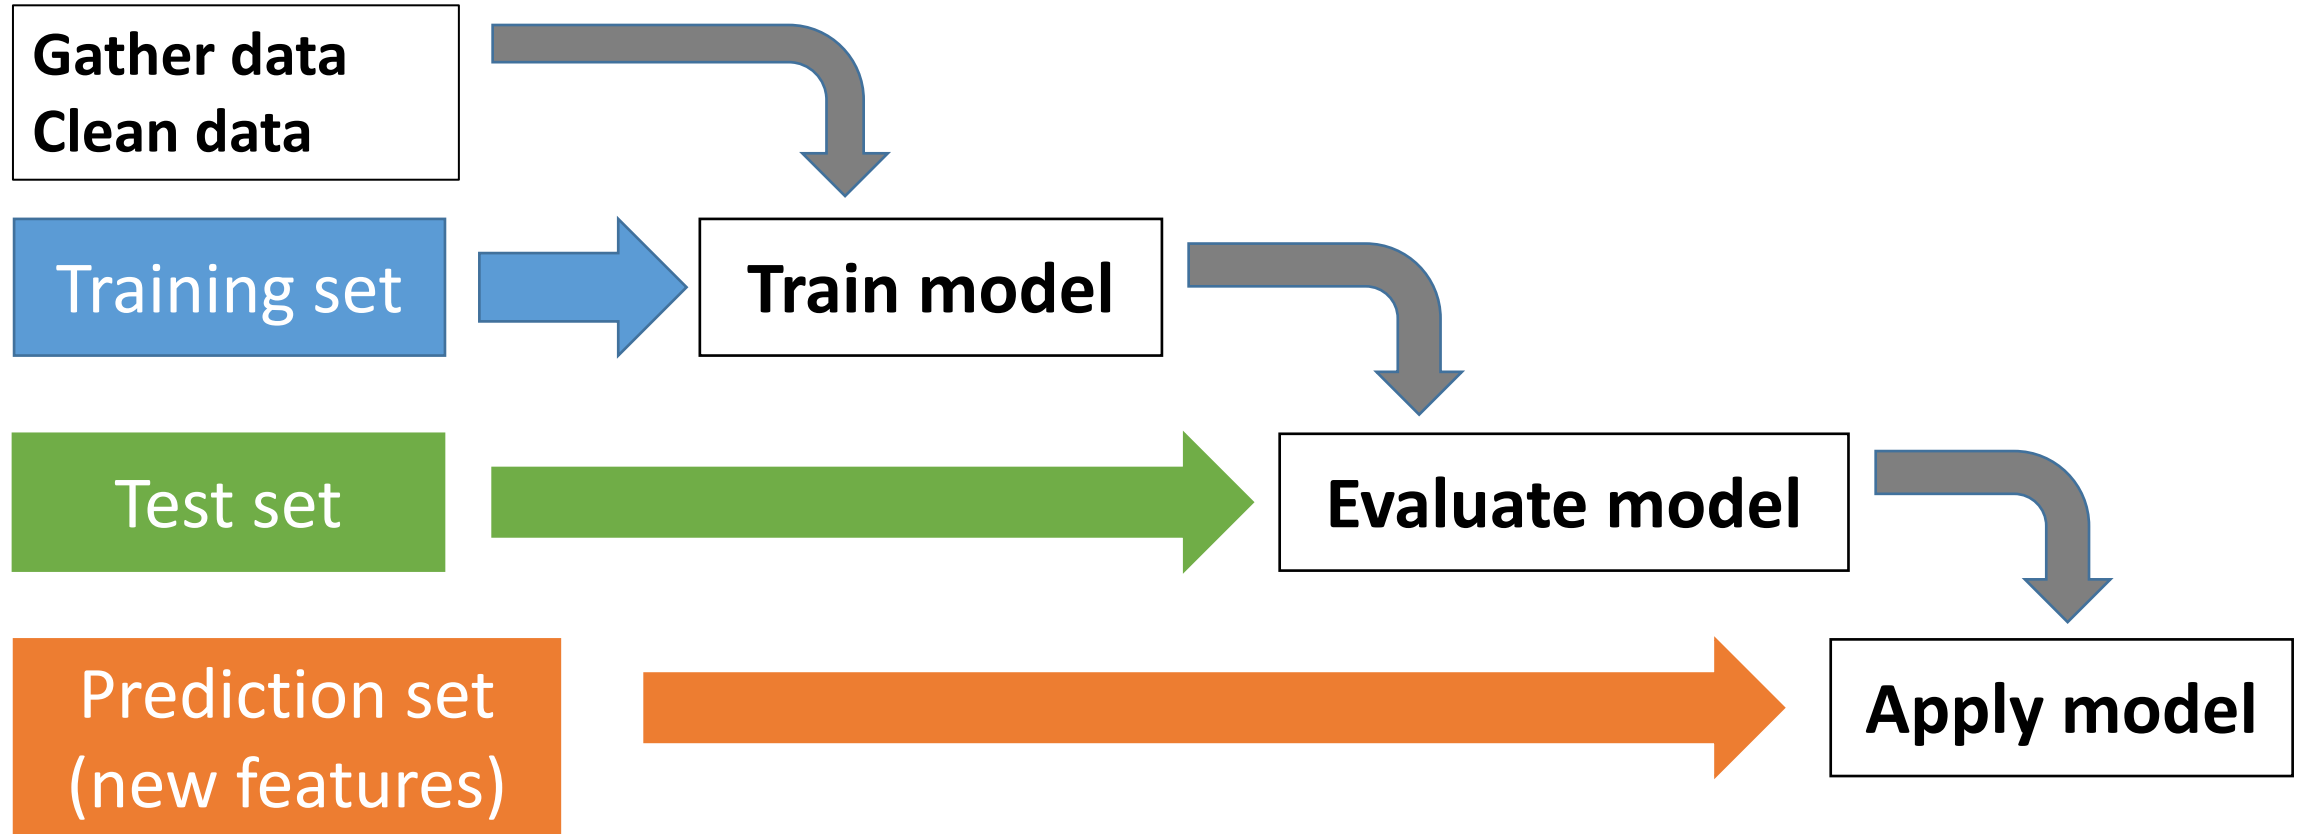 Gather data
Clean data
Training set
Train model
Test set
Evaluate model
Prediction set
(new features)
Apply model